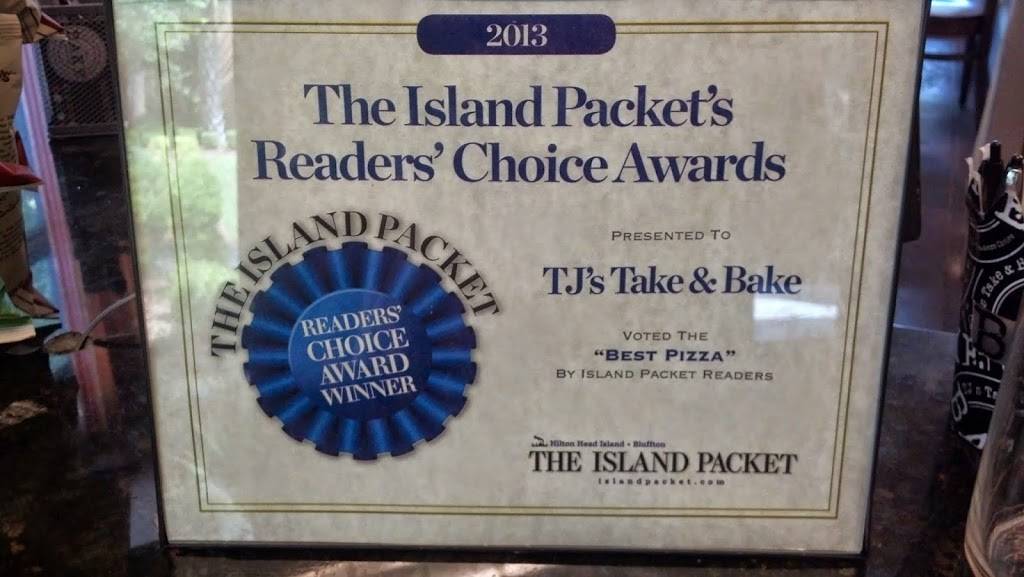 2013
The Island Packet's
Readers' Choice Awards
THE ISLAND PACKET
READERS'
CHOICE
AWARD
WINNER
PRESENTED TO
TJ's Take & Bake
VOTED THE
“BEST PIZZA”
BY ISLAND PACKET READERS
Hilton Head Island • Bluffton
THE ISLAND PACKET
islandpacket.com